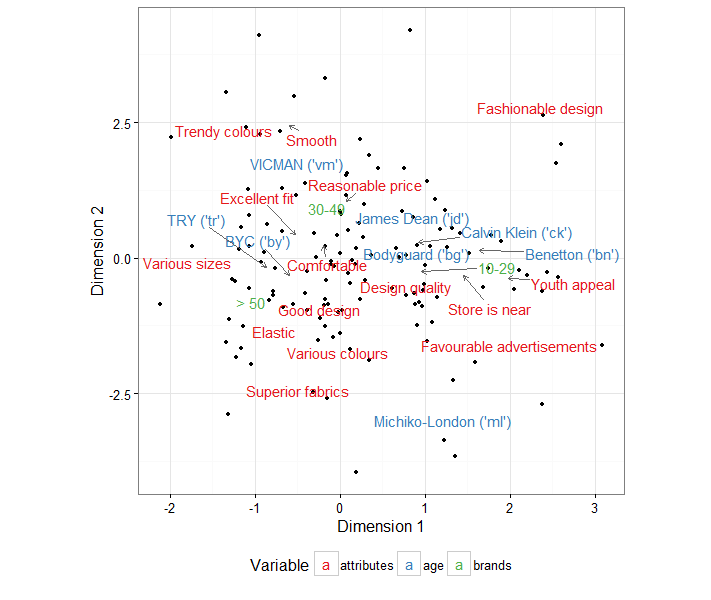 Fashionable design
2.5
Trendy colours
Smooth
VICMAN ('vm')
Reasonable price
Excellent fit
30-49
TRY ('tr')
James Dean ('jd')
BYC ('by')
Calvin Klein ('ck')
Dimension 2
0.0
Various sizes
Comfortable
Bodyguard ('bg')
Benetton ('bn')
10-29
Design quality
Youth appeal
> 50
Good design
Store is near
Elastic
Various colours
Favourable advertisements
-2.5
Superior fabrics
Michiko-London ('ml')
-2 -1 0 1 2 3
Dimension 1
Variable a attributes a age a brands